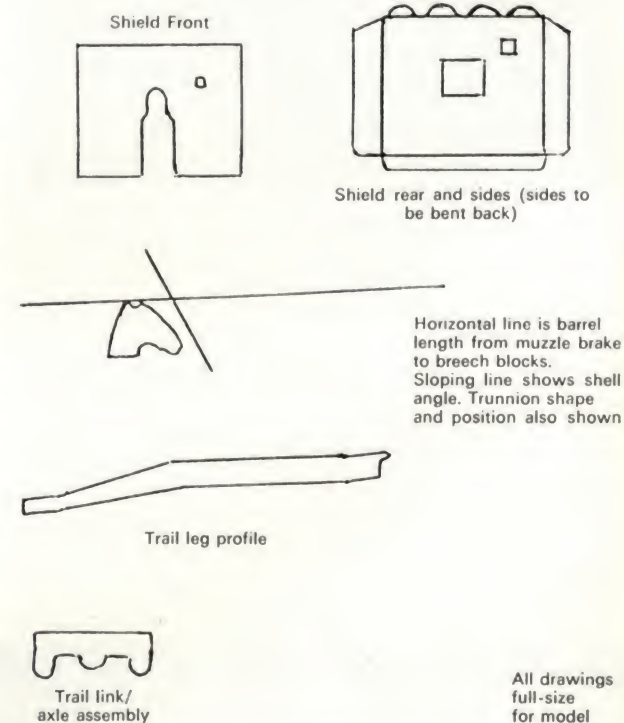 Shield Front
Shield rear and sides (sides to
be bent back)
Horizontal line is barrel
length from muzzle brake
to breech blocks.
Sloping line shows shell
angle. Trunnion shape
and position also shown
Trail leg profile
Trail link/
axle assembly
All drawings
full-size
for model